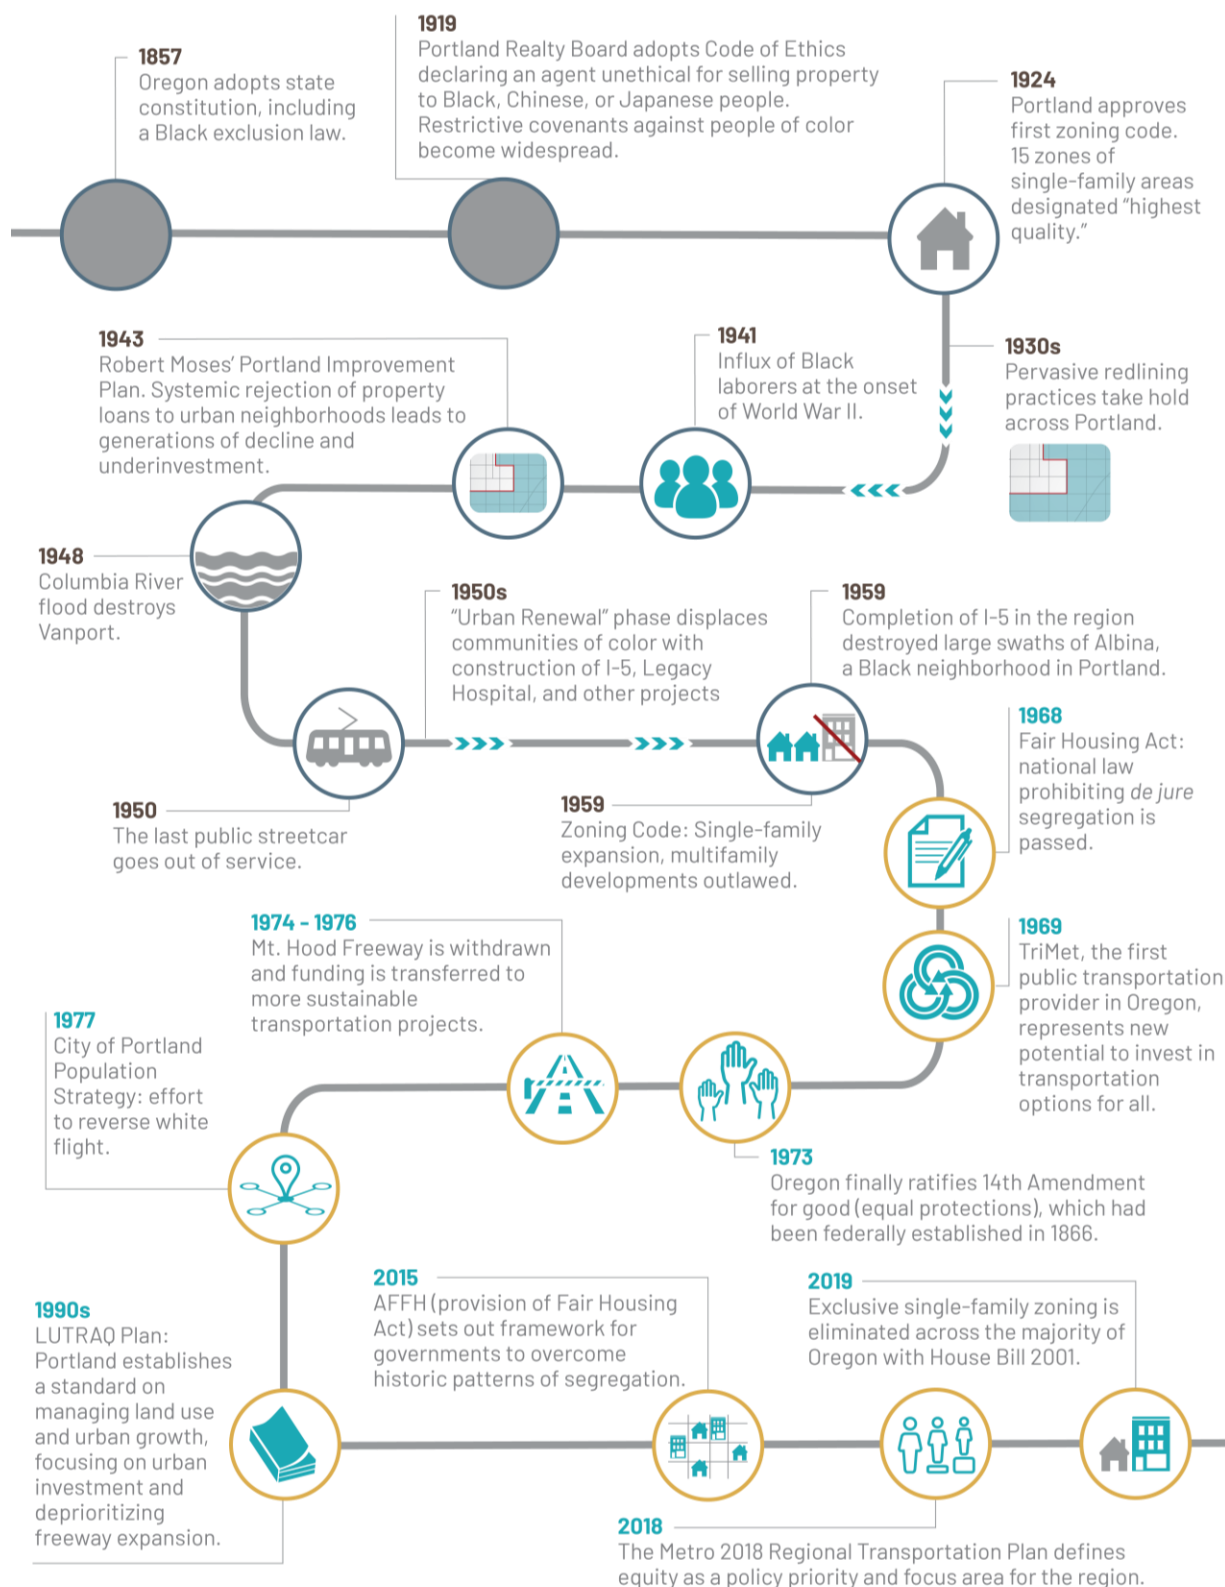 1857
Oregon adopts state
constitution, including
a Black exclusion law.
1919
Portland Realty Board adopts Code of Ethics
declaring an agent unethical for selling property
to Black, Chinese, or Japanese people.
Restrictive covenants against people of color
become widespread.
1924
Portland approves
first zoning code.
15 zones of
single-family areas
designated “highest
quality.”
1930s
Pervasive redlining
practices take hold
across Portland.
1941
Influx of Black
laborers at the onset
of World War II.
1943
Robert Moses’ Portland Improvement
Plan. Systemic rejection of property
loans to urban neighborhoods leads to
generations of decline and
underinvestment.
1948
Columbia River
flood destroys
Vanport.
1950
The last public streetcar
goes out of service.
1950s
“Urban Renewal” phase displaces
communities of color with
construction of I-5, Legacy
Hospital, and other projects
1959
Completion of I-5 in the region
destroyed large swaths of Albina,
a Black neighborhood in Portland.
1959
Zoning Code: Single-family
expansion, multifamily
developments outlawed.
1968
Fair Housing Act:
national law
prohibiting de jure
segregation is
passed.
1969
TriMet, the first
public transportation
provider in Oregon,
represents new
potential to invest in
transportation
options for all.
1973
Oregon finally ratifies 14th Amendment
for good (equal protections), which had
been federally established in 1866.
1974 - 1976
Mt. Hood Freeway is withdrawn
and funding is transferred to
more sustainable
transportation projects.
1977
City of Portland
Population
Strategy: effort
to reverse white
flight.
1990s
LUTRAQ Plan:
Portland establishes
a standard on
managing land use
and urban growth,
focusing on urban
investment and
deprioritizing
freeway expansion.
2015
AFFH (provision of Fair Housing
Act) sets out framework for
governments to overcome
historic patterns of segregation.
2018
The Metro 2018 Regional Transportation Plan defines
equity as a policy priority and focus area for the region.
2019
Exclusive single-family zoning is
eliminated across the majority of
Oregon with House Bill 2001.